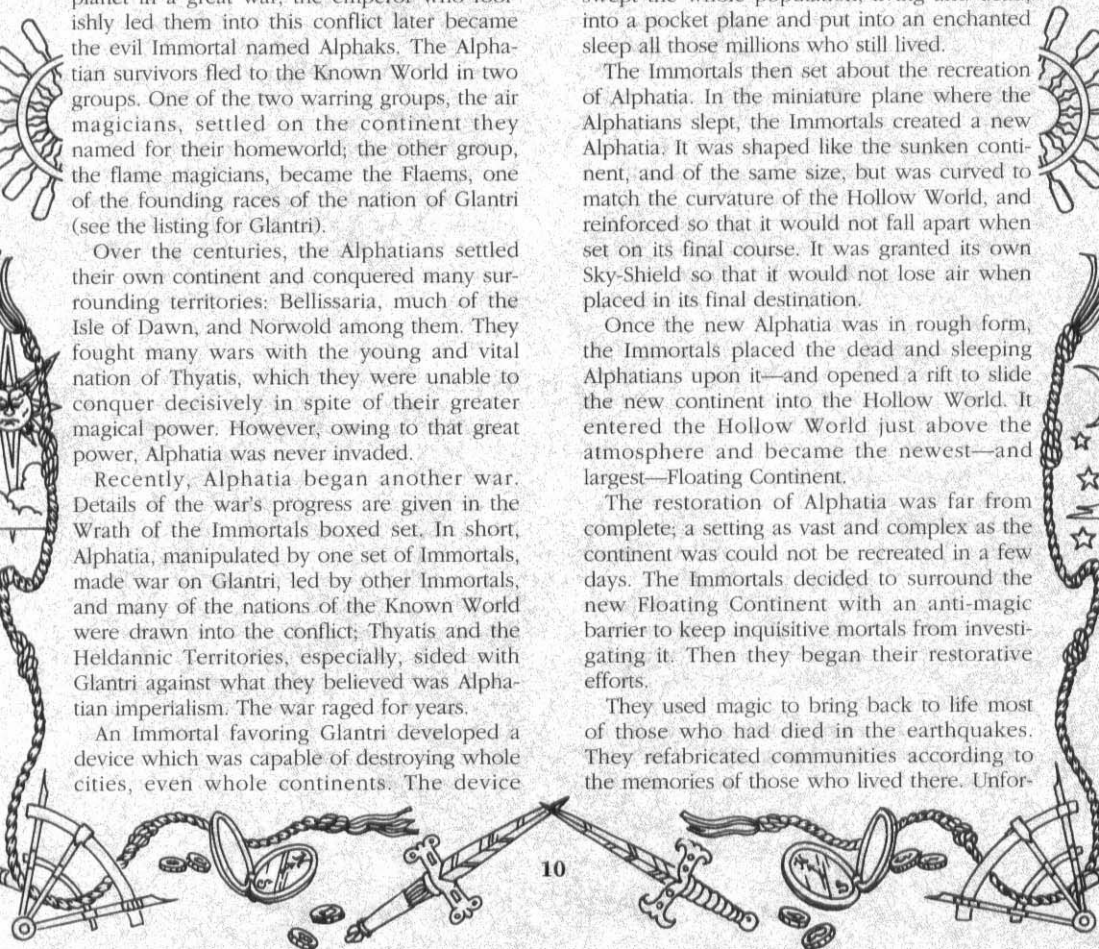 ishly led them into this conflict later became
the evil Immortal named Alphaks. The Alpha-
tian survivors fled to the Known World in two
groups. One of the two warring groups, the air
magicians, settled on the continent they
named for their homeworld; the other group,
the flame magicians, became the Flaems, one
of the founding races of the nation of Glantri
(see the listing for Glantri).
Over the centuries, the Alphatians settled
their own continent and conquered many sur-
rounding territories: Bellissaria, much of the
Isle of Dawn, and Norwold among them. They
fought many wars with the young and vital
nation of Thyatis, which they were unable to
conquer decisively in spite of their greater
magical power. However, owing to that great
power, Alphatia was never invaded.
Recently, Alphatia began another war.
Details of the war's progress are given in the
Wrath of the Immortals boxed set. In short,
Alphatia, manipulated by one set of Immortals,
made war on Glantri, led by other Immortals,
and many of the nations of the Known World
were drawn into the conflict; Thyatis and the
Heldannic Territories, especially, sided with
Glantri against what they believed was Alpha-
tian imperialism. The war raged for years.
An Immortal favoring Glantri developed a
device which was capable of destroying whole
cities, even whole continents. The device
into a pocket plane and put into an enchanted
sleep all those millions who still lived.
The Immortals then set about the recreation
of Alphatia. In the miniature plane where the
Alphatians slept, the Immortals created a new
Alphatia. It was shaped like the sunken conti-
nent, and of the same size, but was curved to
match the curvature of the Hollow World, and
reinforced so that it would not fall apart when
set on its final course. It was granted its own
Sky-Shield so that it would not lose air when
placed in its final destination.
Once the new Alphatia was in rough form,
the Immortals placed the dead and sleeping
Alphatians upon it—and opened a rift to slide
the new continent into the Hollow World. It
entered the Hollow World just above the
atmosphere and became the newest—and
largest—Floating Continent.
The restoration of Alphatia was far from
complete; a setting as vast and complex as the
continent was could not be recreated in a few
days. The Immortals decided to surround the
new Floating Continent with an anti-magic
barrier to keep inquisitive mortals from investi-
gating it. Then they began their restorative
efforts.
They used magic to bring back to life most
of those who had died in the earthquakes.
They refabricated communities according to
the memories of those who lived there. Unfor-
10